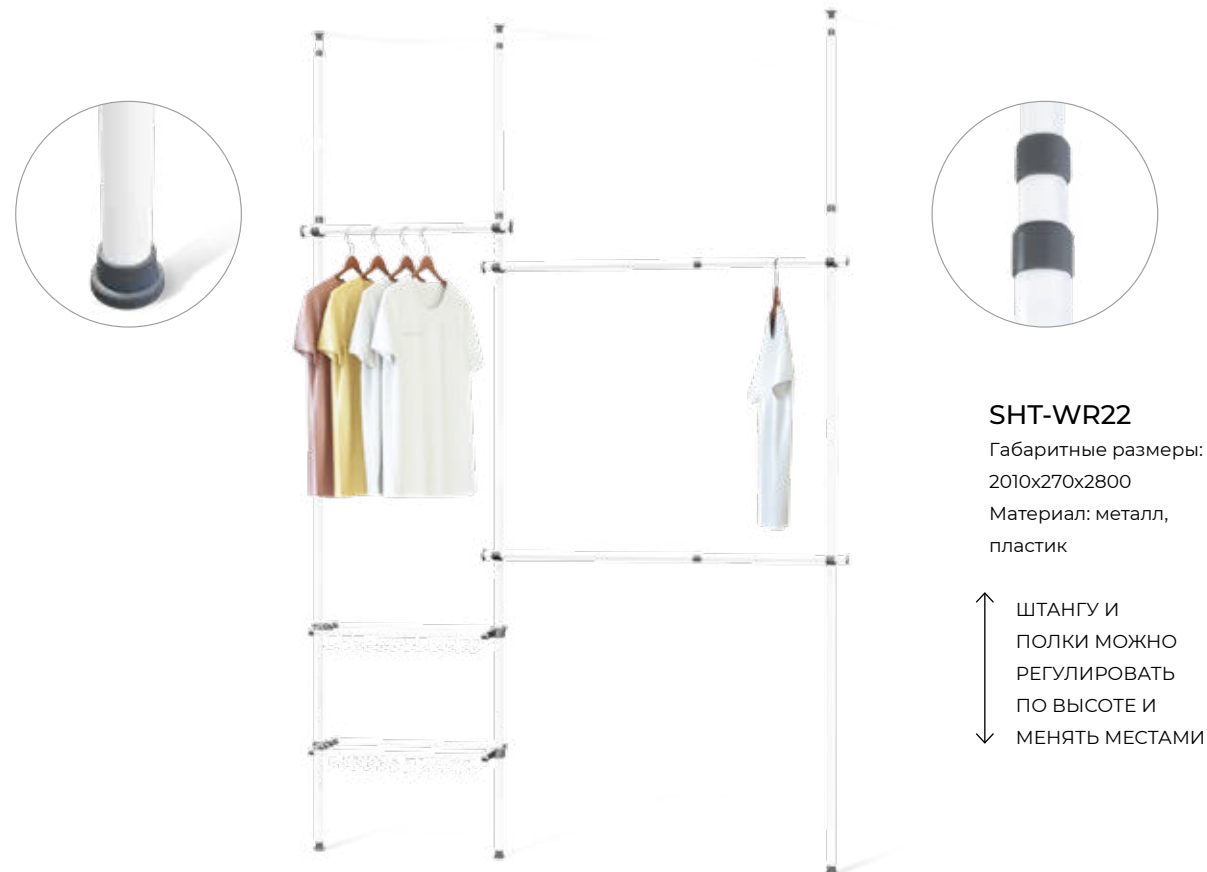 SHT-WR22
Габаритные размеры:
2010x270x2800
Материал: металл,
пластик
ШТАНГУ И
ПОЛКИ МОЖНО
РЕГУЛИРОВАТЬ
ПО ВЫСОТЕ И
МЕНЯТЬ МЕСТАМИ